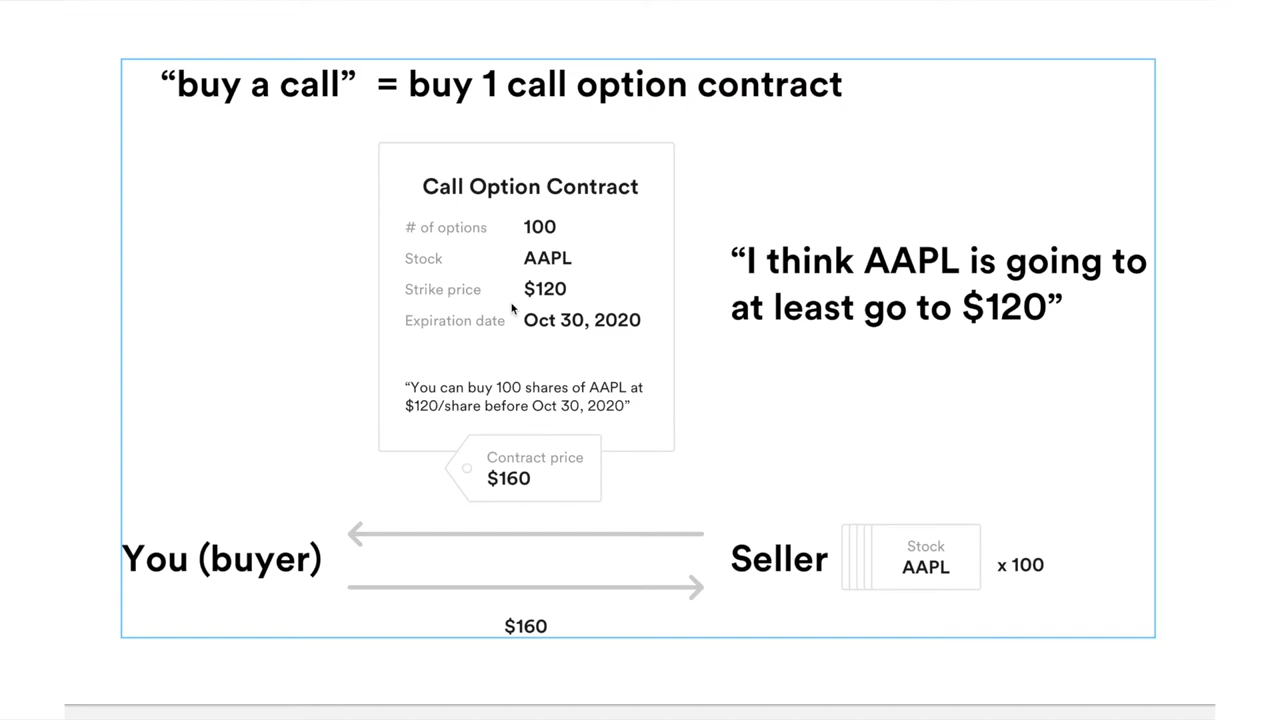 “buy a call” = buy 1 call option contract
Call Option Contract
# of options 100
Stock AAPL
Strike price $120
Expiration date Oct 30, 2020
“You can buy 100 shares of AAPL at
$120/share before Oct 30, 2020”
Contract price
$160
“I think AAPL is going to
at least go to $120”
You (buyer)
$160
Seller
Stock
AAPL
x 100